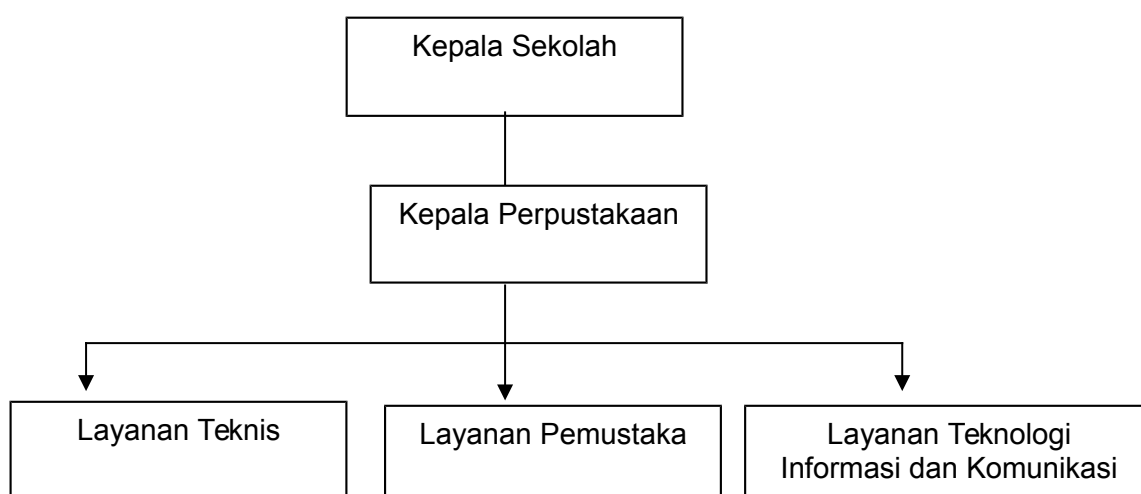 Kepala Sekolah
Kepala Perpustakaan
Layanan Teknis
Layanan Pemustaka
Layanan Teknologi
Informasi dan Komunikasi